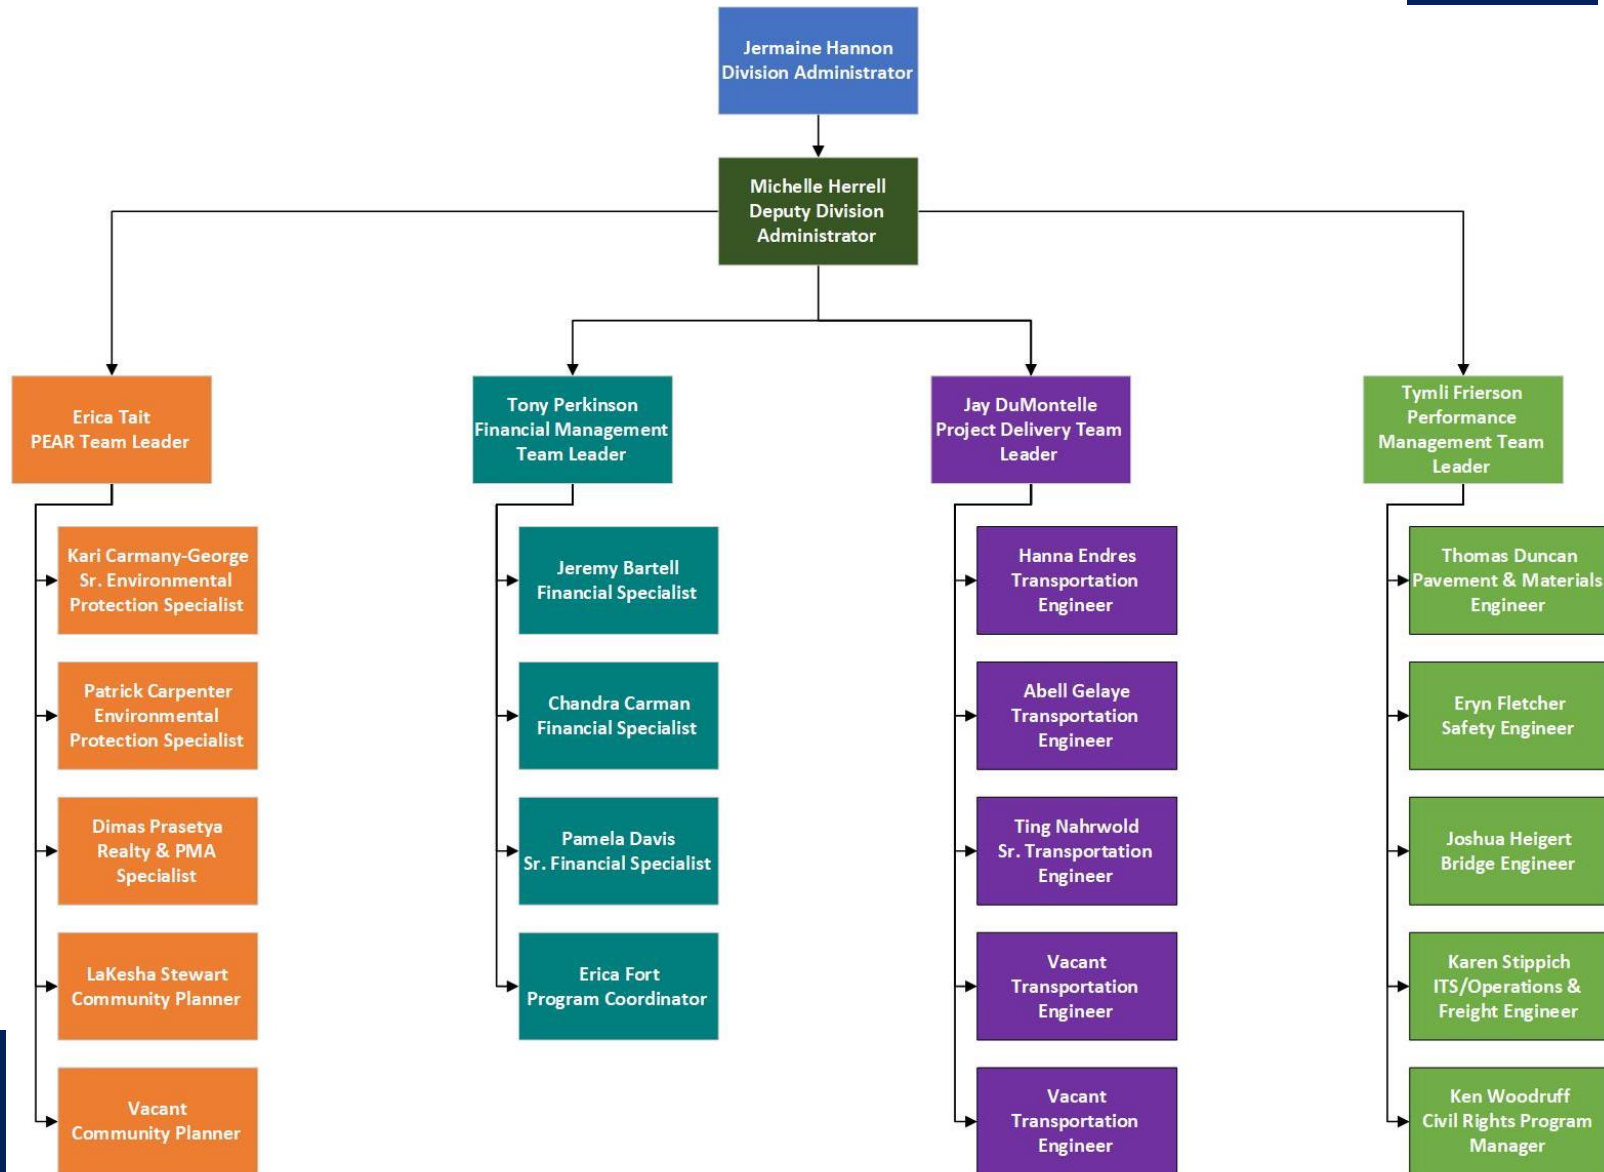 Jermaine Hannon
Division Administrator
Michelle Herrell
Deputy Division
Administrator
Erica Tait
PEAR Team Leader
Kari Carmany-George
Sr. Environmental
Protection Specialist
Patrick Carpenter
Environmental
Protection Specialist
Dimas Prasetya
Realty & PMA
Specialist
LaKesha Stewart
Community Planner
Vacant
Community Planner
Tony Perkinson
Financial Management
Team Leader
Jeremy Bartell
Financial Specialist
Chandra Carman
Financial Specialist
Pamela Davis
Sr. Financial Specialist
Erica Fort
Program Coordinator
Jay DuMontelle
Project Delivery Team
Leader
Hanna Endres
Transportation
Engineer
Abell Gelaye
Transportation
Engineer
Ting Nahrwold
Sr. Transportation
Engineer
Vacant
Transportation
Engineer
Vacant
Transportation
Engineer
Tymli Frierson
Performance
Management Team
Leader
Thomas Duncan
Pavement & Materials
Engineer
Eryn Fletcher
Safety Engineer
Joshua Heigert
Bridge Engineer
Karen Stippich
ITS/Operations &
Freight Engineer
Ken Woodruff
Civil Rights Program
Manager